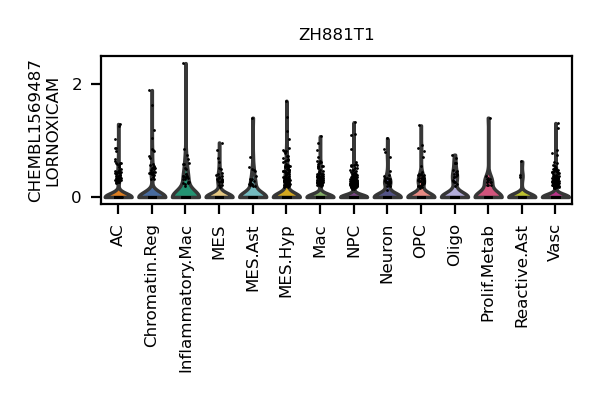 ZH881T1
CHEMBL1569487
LORNOXICAM
2
0
AC
Chromatin.Reg
Inflammatory.Mac
MES
MES.Ast
MES.Hyp
Mac
NPC
Neuron
OPC
Oligo
Prolif.Metab
Reactive.Ast
Vasc